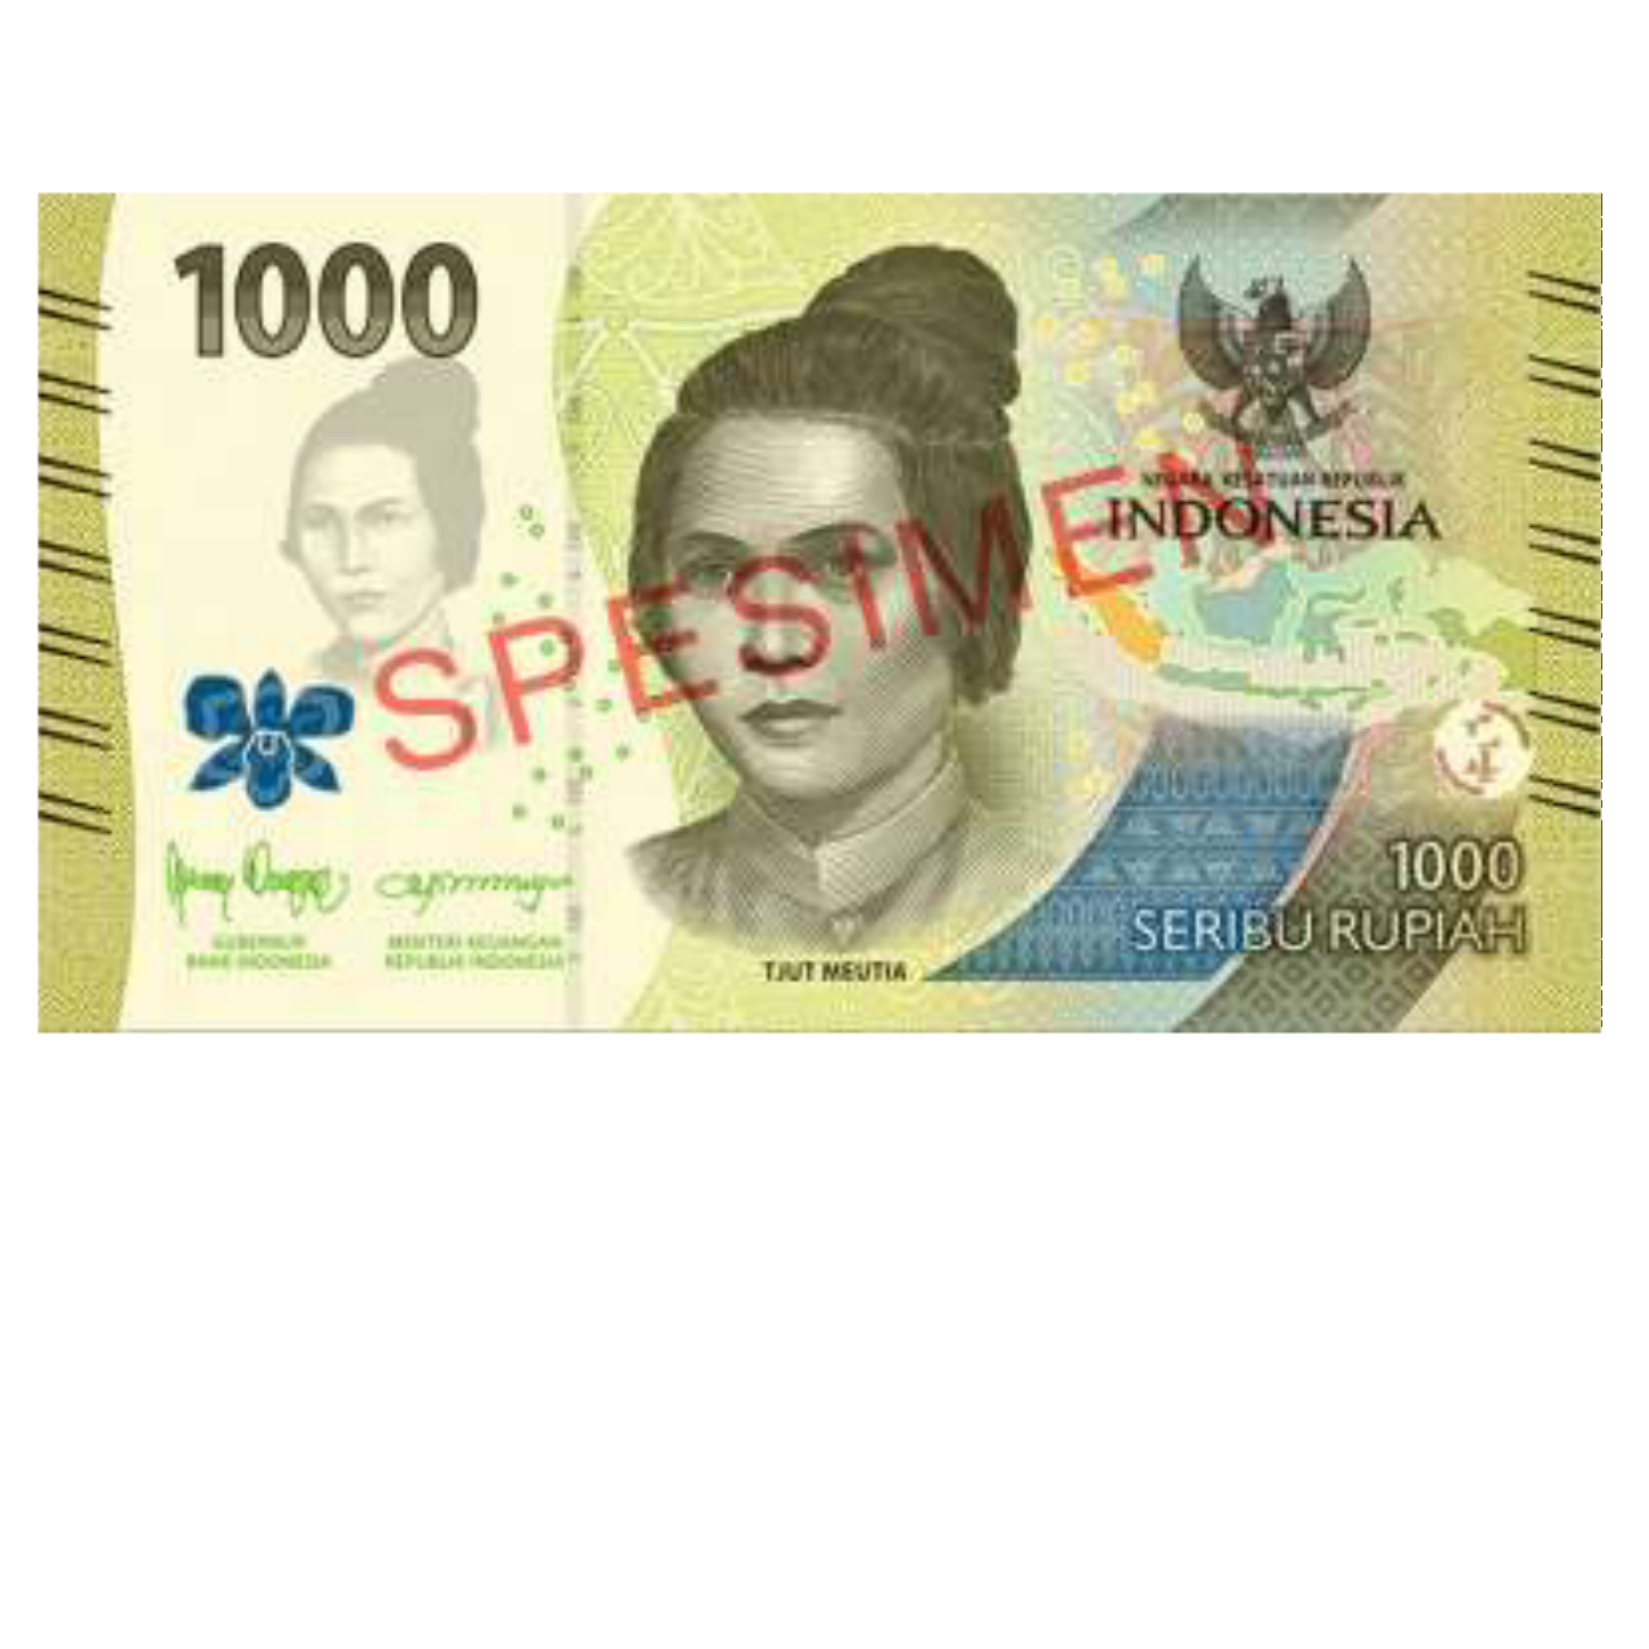 1000
NEGARA KESATUAN REPUBLIK
INDONESIA
SPESIMEN
1000
SERIBU RUPIAH
GUBERNUR
BANK INDONESIA
MENTERI KEUANGAN
REPUBLIK INDONESIA
TJUT MEUTIA